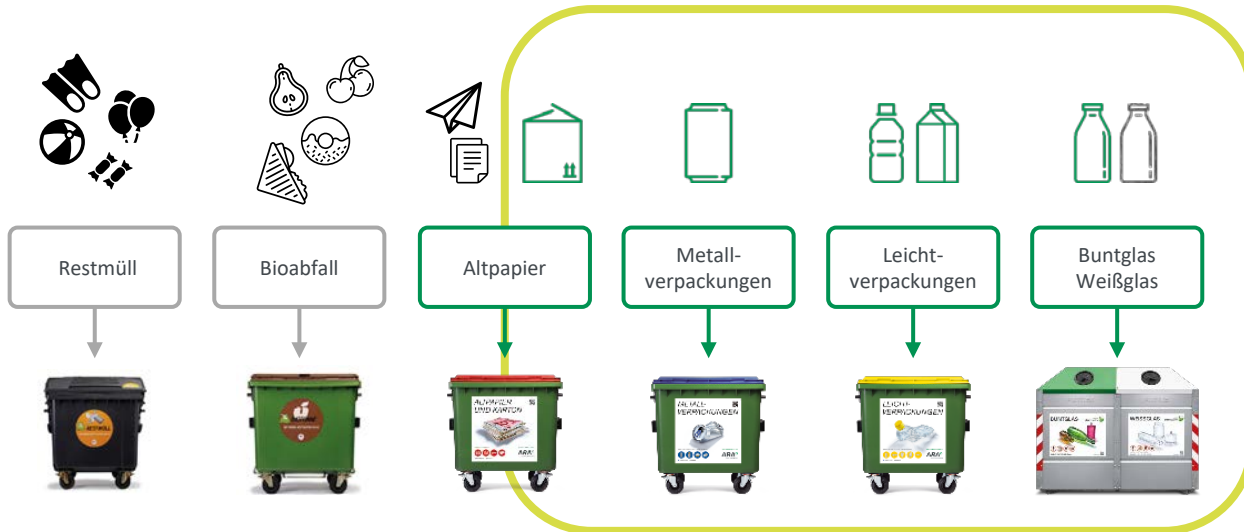 Restmüll
Bioabfall
Altpapier
Metall-
verpackungen
Leicht-
verpackungen
Buntglas
Weißglas
RESTMÜLL
ALTPAPIER
UND KARTON
ARA
METALL-
VERPACKUNGEN
ARA
LEICHT-
VERPACKUNGEN
ARA
BUNTGLAS
WEISSGLAS